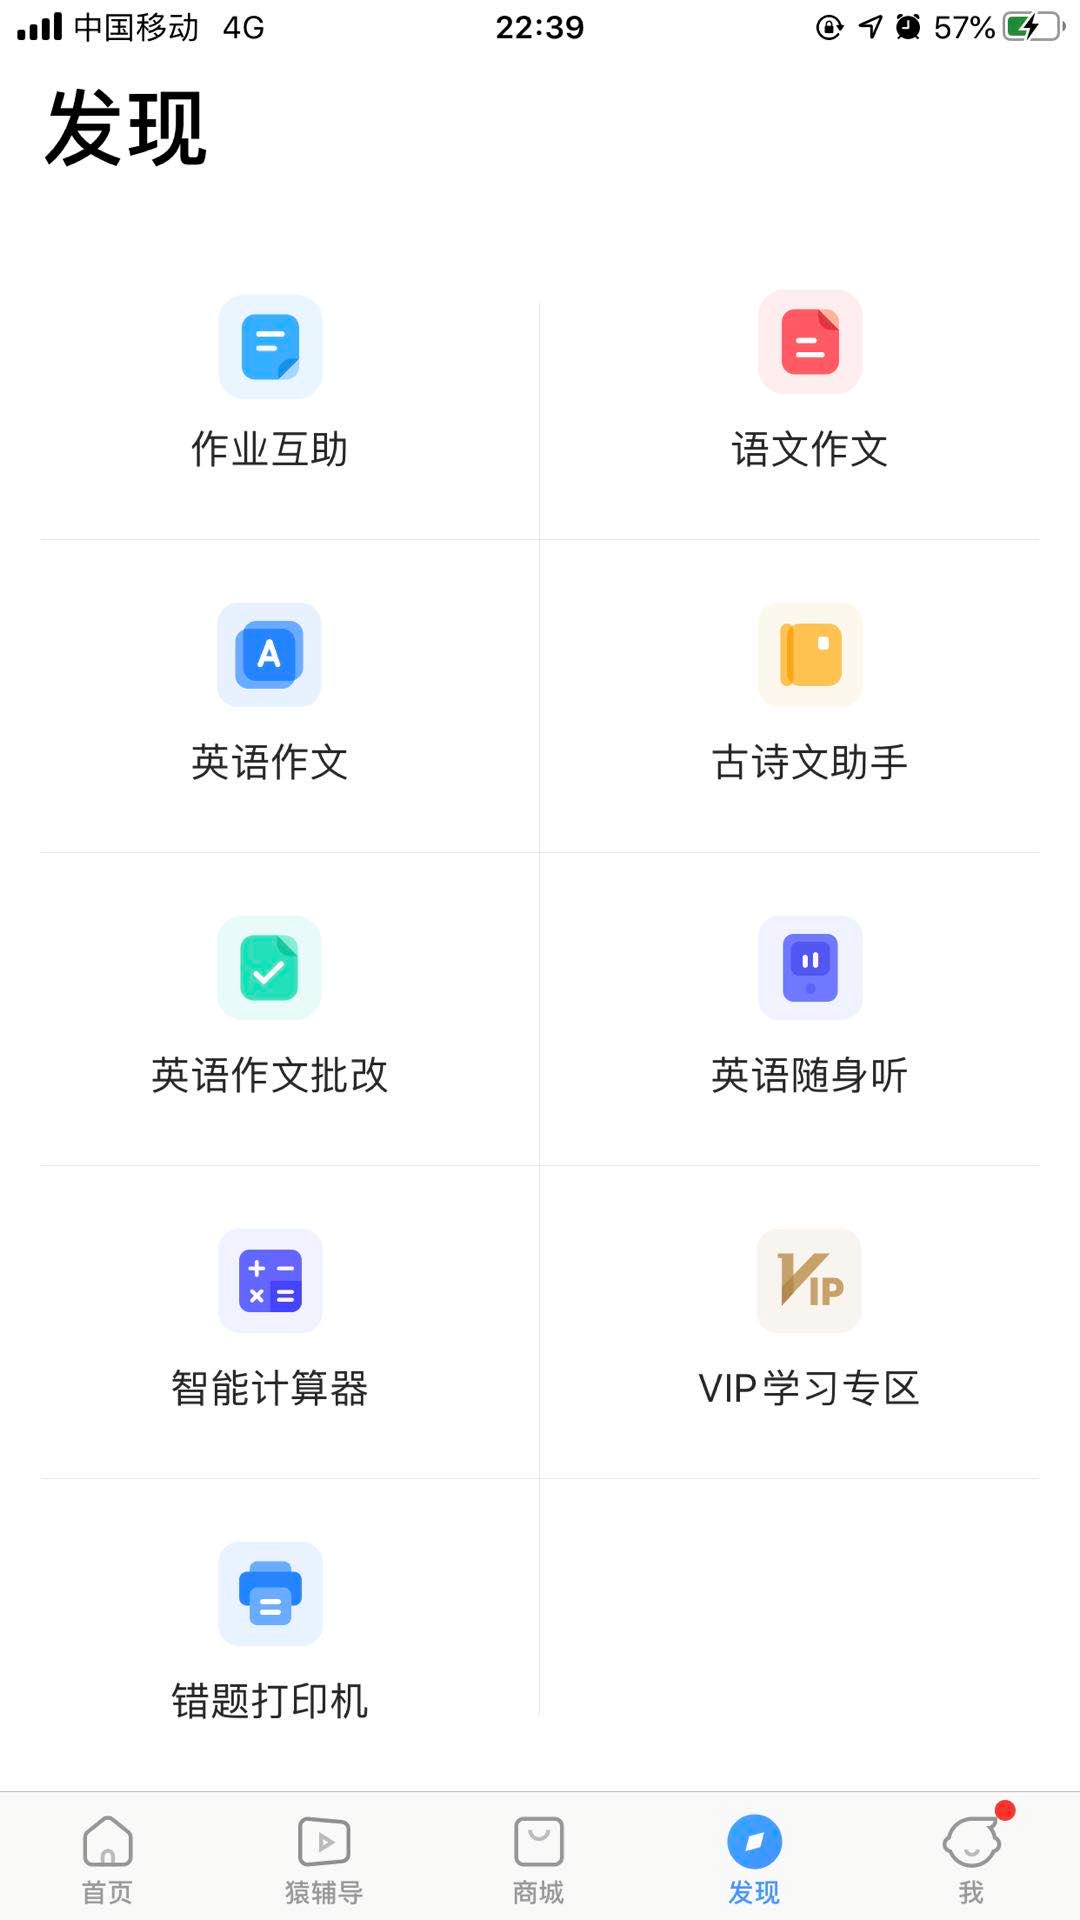 中国移动 4G 22:39 57%
发现
作业互助 语文作文
A
英语作文 古诗文助手
英语作文批改 英语随身听
VIP
智能计算器 VIP学习专区
错题打印机
首页 猿辅导 商城 发现 我